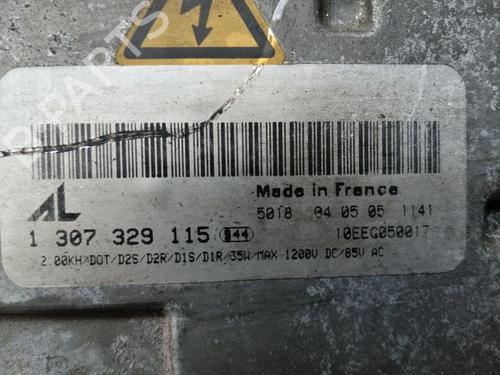 AL
Made in France
5018 04 05 05 1141
1 307 329 115 144 10EEG050017
2.00KH/DOT/D2S/D2R/D1S/D1R/35W/MAX 1200V DC/85V AC